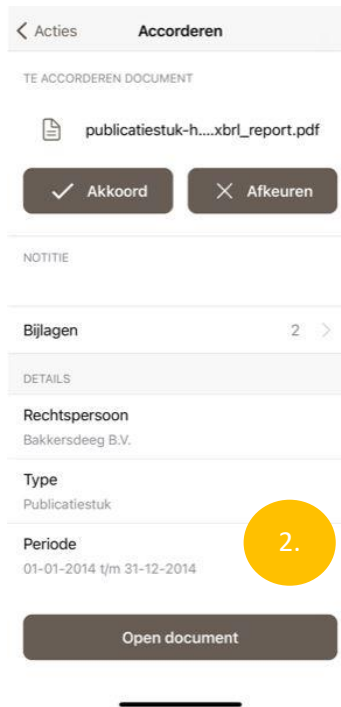 Acties Accorderen
TE ACCORDEREN DOCUMENT
publicatiestuk-h....xbrl_report.pdf
Akkoord Afkeuren
NOTITIE
Bijlagen 2
DETAILS
Rechtspersoon
Bakkersdeeg B.V.
Type
Publicatiestuk
Periode
01-01-2014 t/m 31-12-2014
2.
Open document